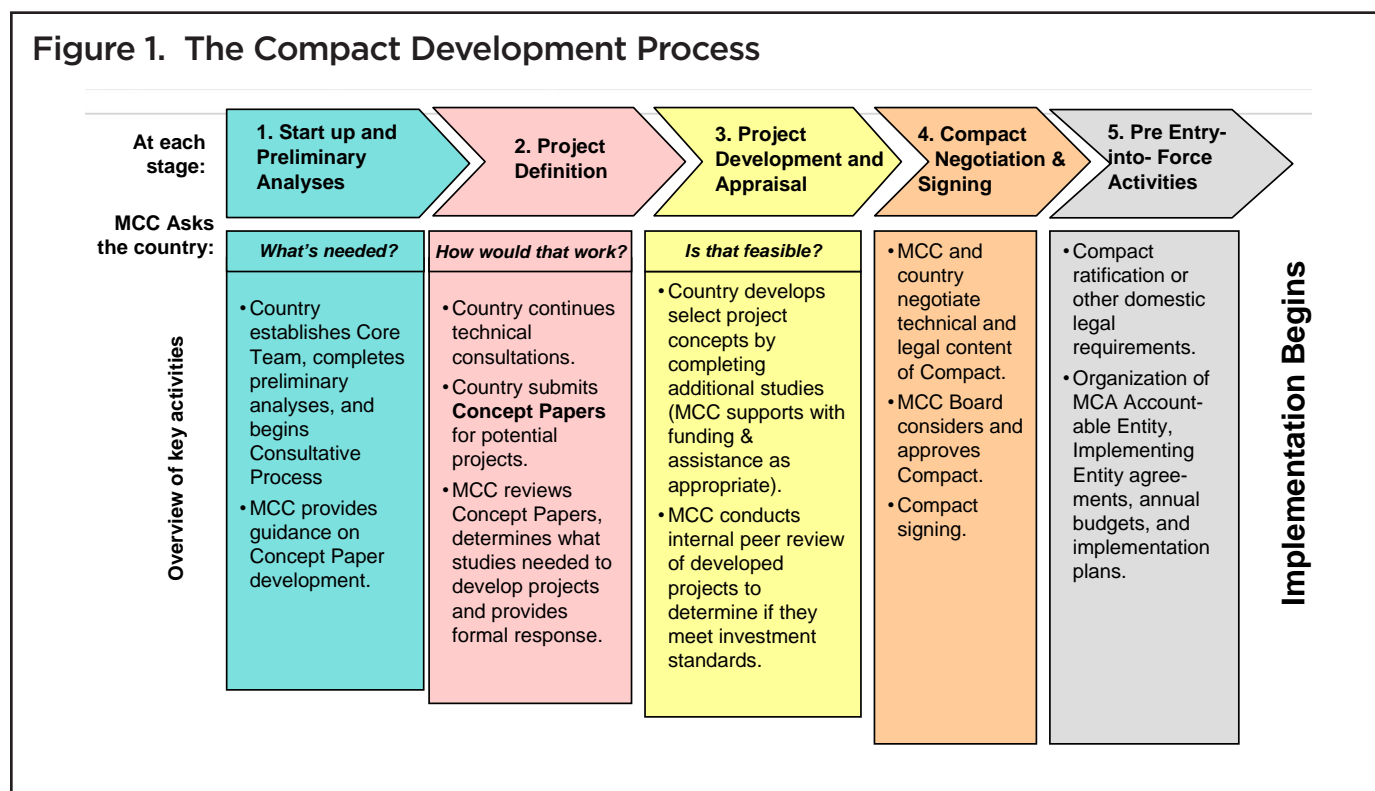 Figure 1. The Compact Development Process
At each
stage:
1. Start up and
Preliminary
Analyses
2. Project
Definition
3. Project
Development and
Appraisal
4. Compact
Negotiation &
Signing
5. Pre Entry-
into- Force
Activities
MCC Asks
the country:
What's needed?
How would that work?
Is that feasible?
Overview of key activities
•Country
establishes Core
Team, completes
preliminary
analyses, and
begins
Consultative
Process
•MCC provides
guidance on
Concept Paper
development.
•Country continues
technical
consultations.
•Country submits
Concept Papers
for potential
projects.
•MCC reviews
Concept Papers,
determines what
studies needed to
develop projects
and provides
formal response.
•Country develops
select project
concepts by
completing
additional studies
(MCC supports with
funding &
assistance as
appropriate).
•MCC conducts
internal peer review
of developed
projects to
determine if they
meet investment
standards.
•MCC and
country
negotiate
technical and
legal content
of Compact.
•MCC Board
considers and
approves
Compact.
•Compact
signing.
•Compact
ratification or
other domestic
legal
requirements.
•Organization of
MCA Account-
able Entity,
Implementing
Entity agree-
ments, annual
budgets, and
implementation
plans.
Implementation Begins